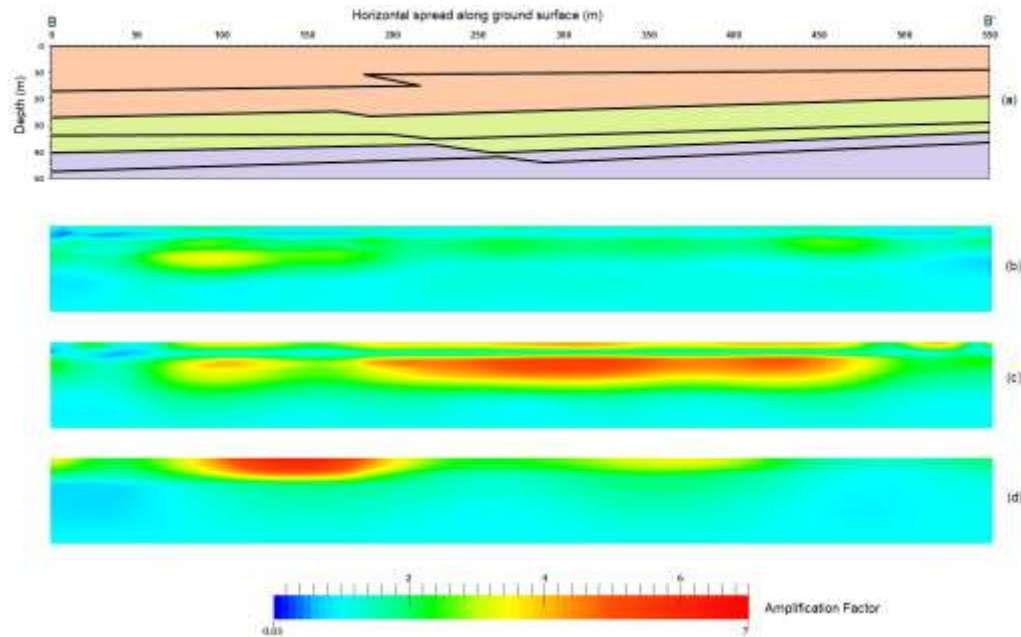 Horizontal spread along ground surface (m)
B B'
0 50 100 150 200 250 300 350 400 450 500 550
Depth (m)
0
(a)
(b)
(c)
(d)
2 4 6
0.03 7
Amplification Factor